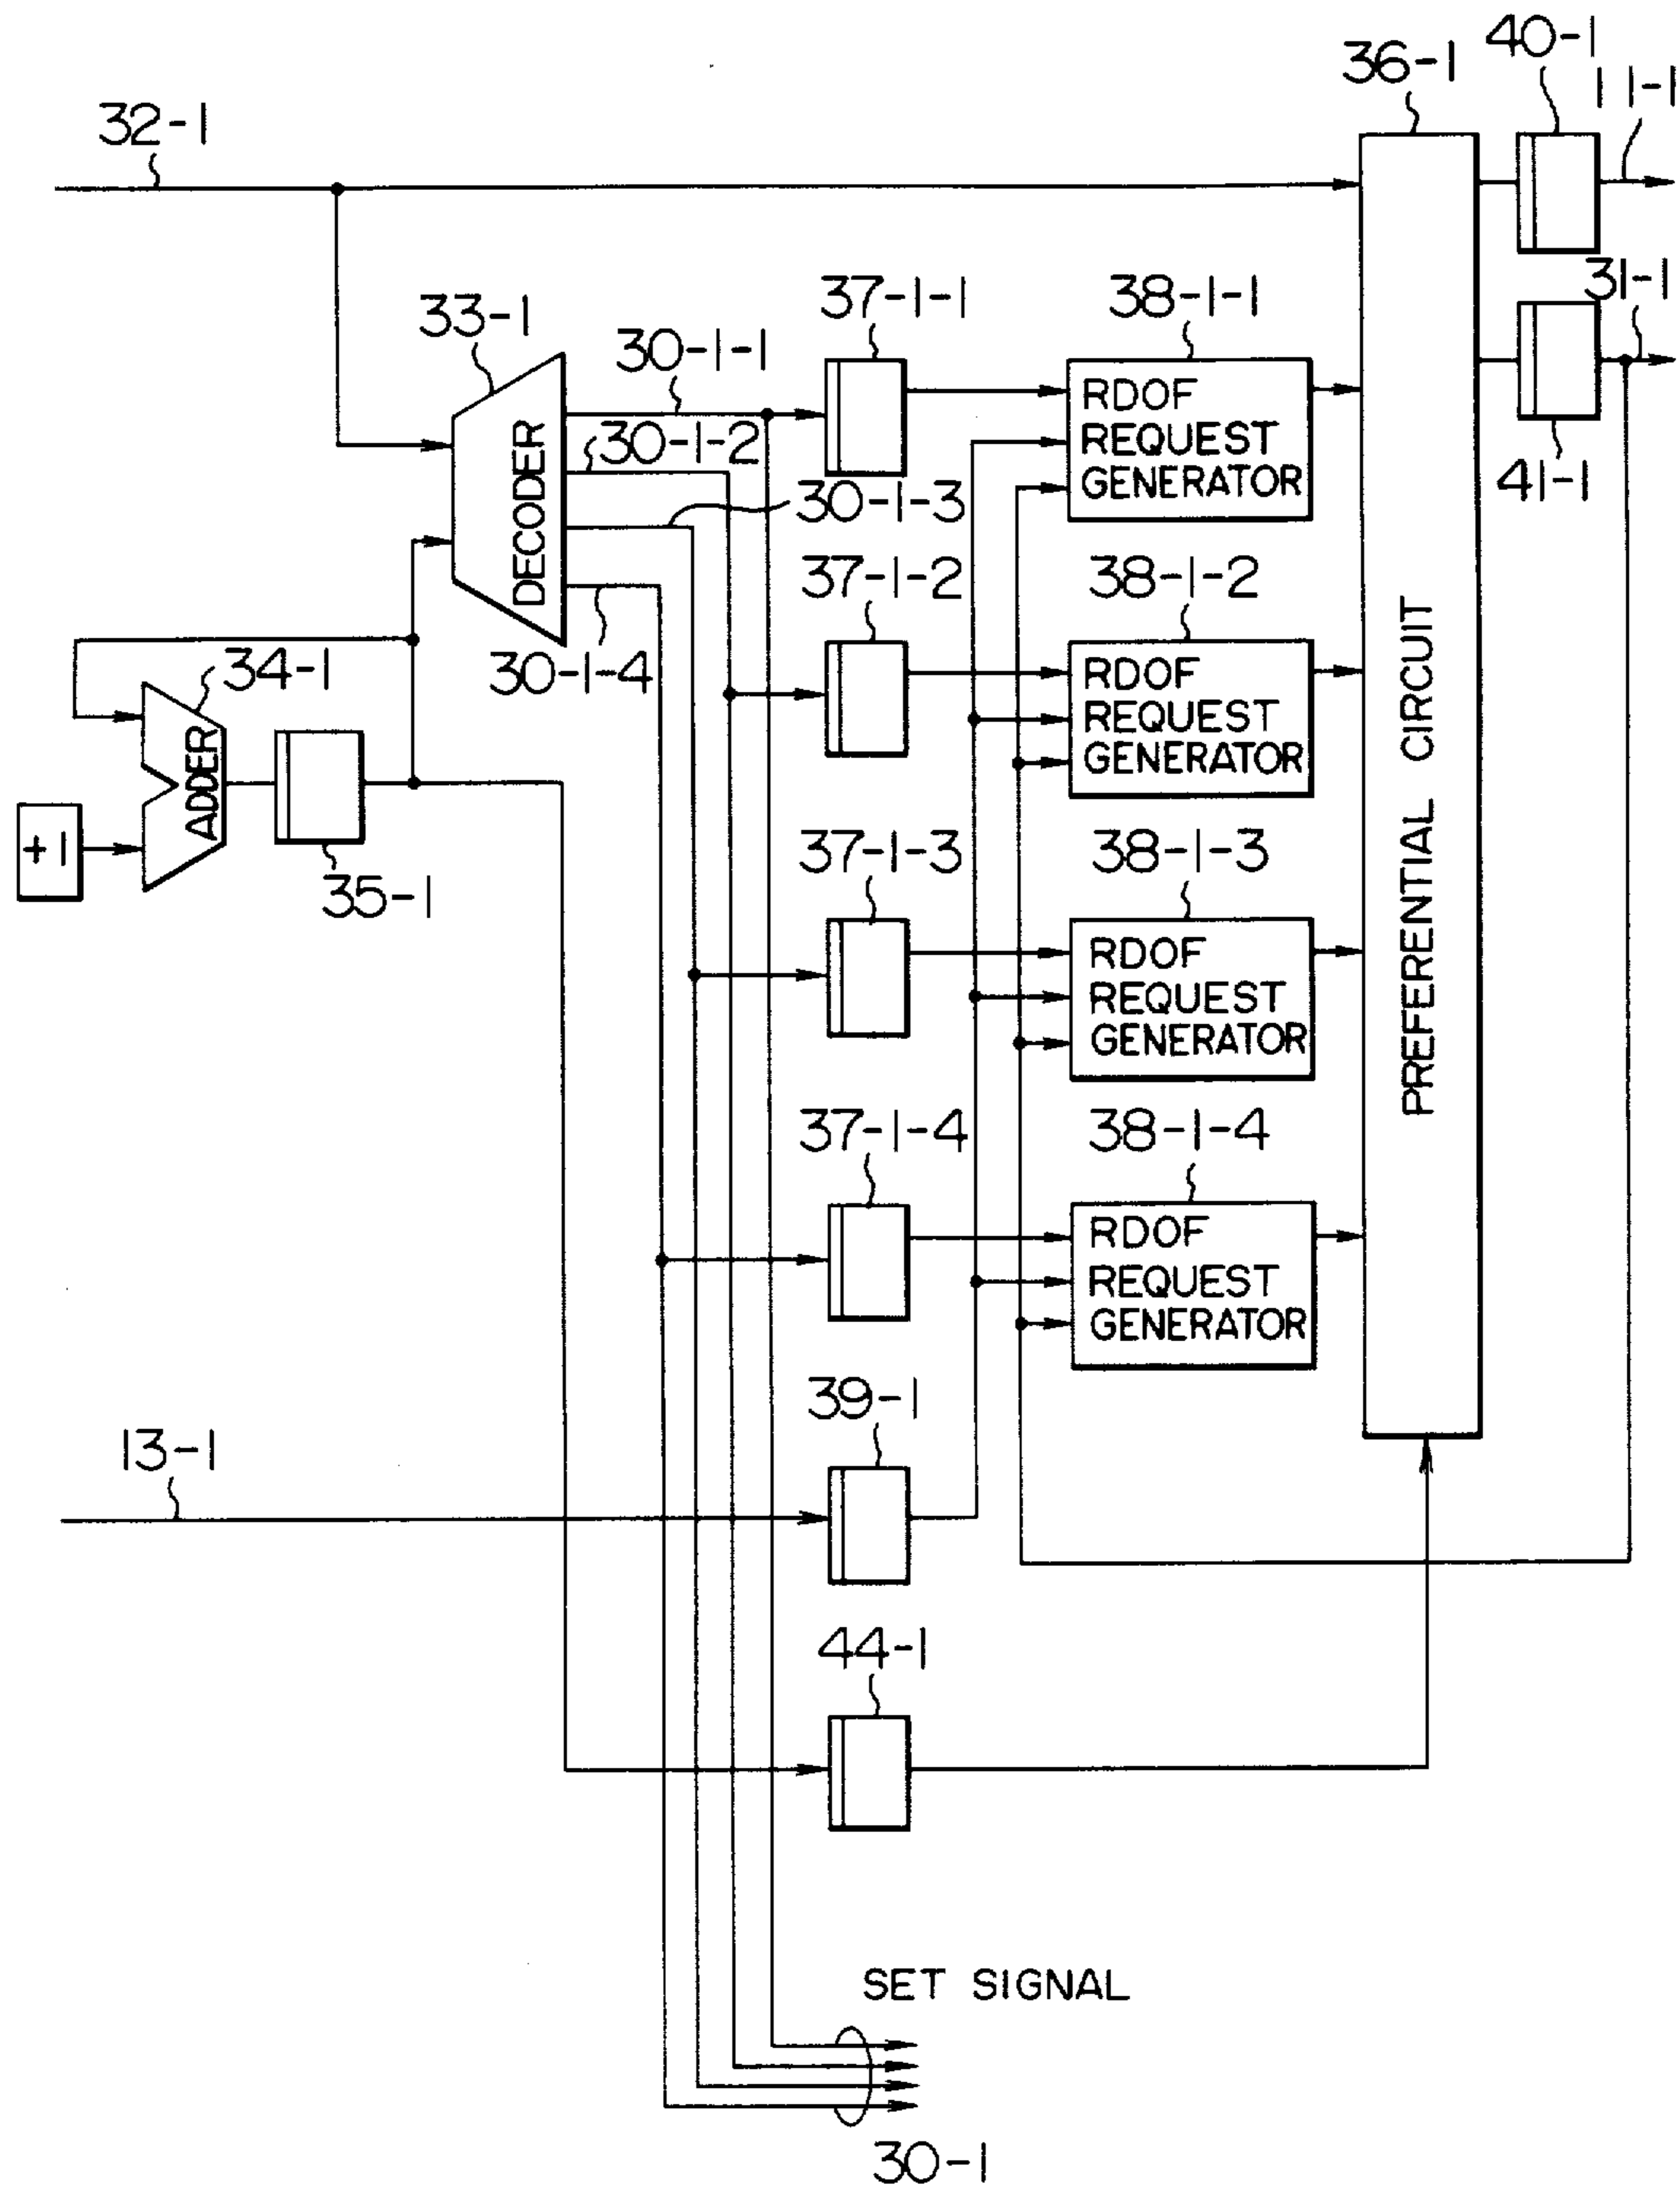 40-1
36-1
11-1
32-1
31-1
37-1-1
38-1-1
33-1
30-1-1
RDOF
REQUEST
GENERATOR
30-1-2
DECODER
41-1
30-1-3
37-1-2
38-1-2
34-1
30-1-4
RDOF
REQUEST
GENERATOR
PREFERENTIAL CIRCUIT
ADDER
+1
35-1
37-1-3
38-1-3
RDOF
REQUEST
GENERATOR
37-1-4
38-1-4
RDOF
REQUEST
GENERATOR
39-1
13-1
44-1
SET SIGNAL
30-1